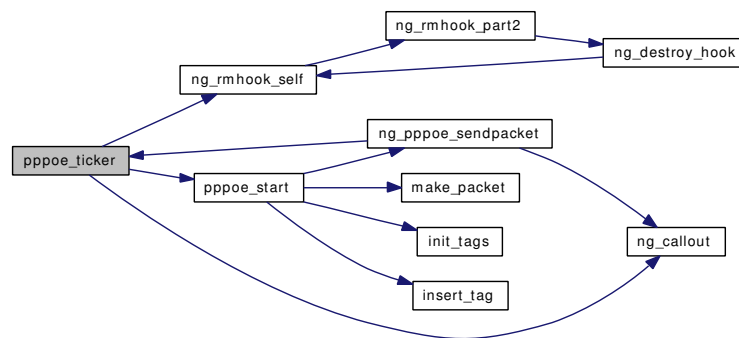 ng_rmhook_part2
ng_destroy_hook
ng_rmhook_self
ng_pppoe_sendpacket
pppoe_ticker
pppoe_start
make_packet
init_tags
ng_callout
insert_tag